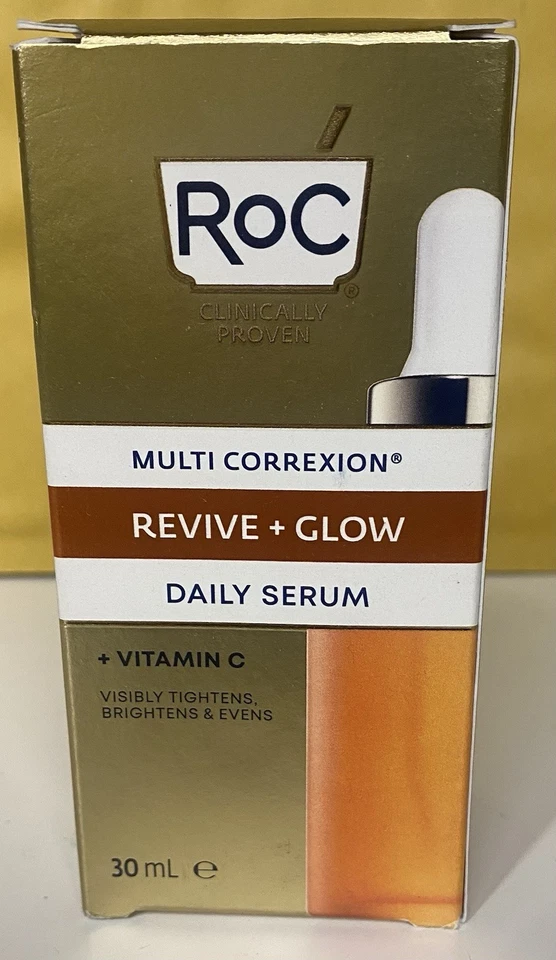 RoC
®
CLINICALLY
PROVEN
MULTI CORREXION®
REVIVE + GLOW
DAILY SERUM
+ VITAMIN C
VISIBLY TIGHTENS,
BRIGHTENS & EVENS
30 mL ℮